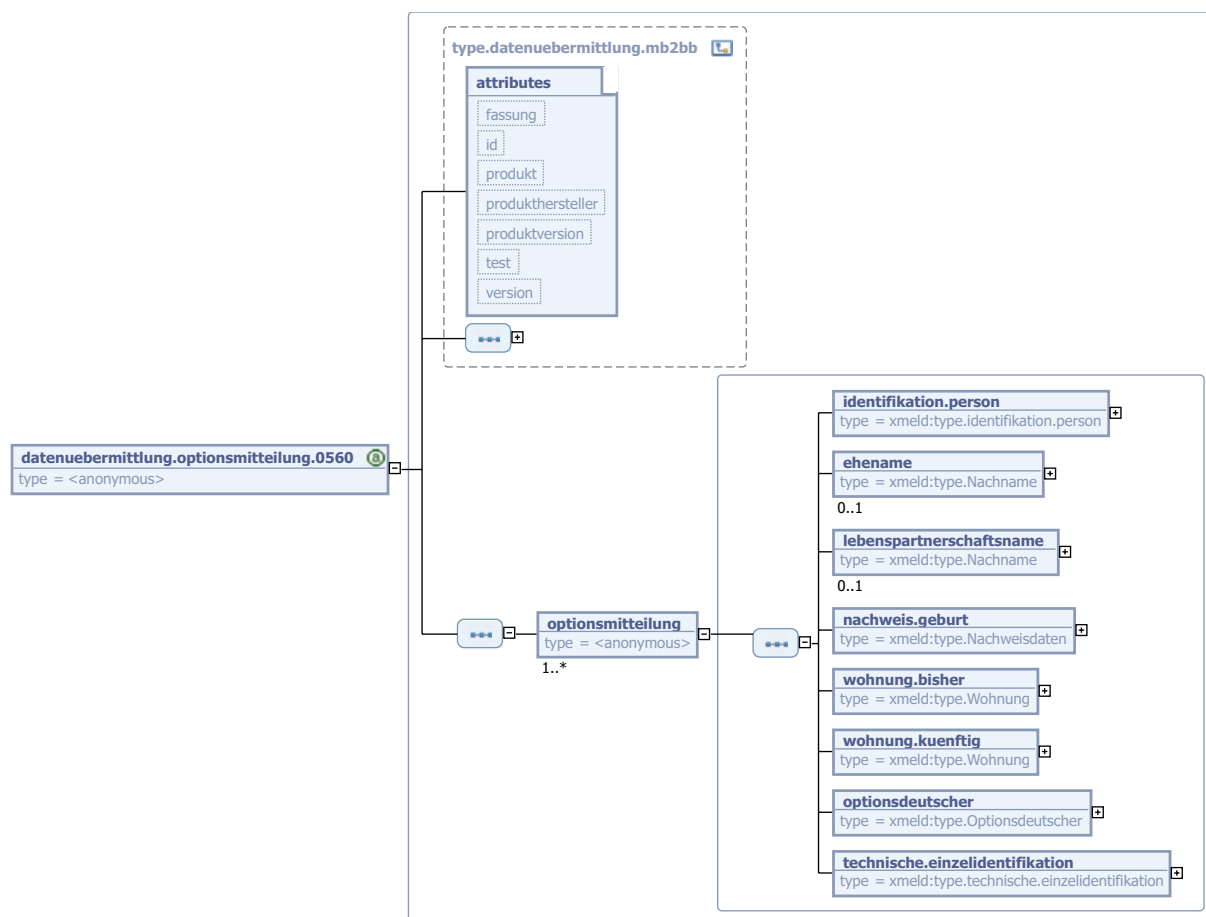 type.datenuebermittlung.mb2bb
attributes
fassung
id
produkt
produkthersteller
produktversion
test
version
datenuebermittlung.optionsmitteilung.0560
type = <anonymous>
optionsmitteilung
type = <anonymous>
1..*
identifikation.person
type = xmeld:type.identifikation.person
ehename
type = xmeld:type.Nachname
0..1
lebenspartnerschaftsname
type = xmeld:type.Nachname
0..1
nachweis.geburt
type = xmeld:type.Nachweisdaten
wohnung.bisher
type = xmeld:type.Wohnung
wohnung.kuenftig
type = xmeld:type.Wohnung
optionsdeutscher
type = xmeld:type.Optionsdeutscher
technische.einzelidentifikation
type = xmeld:type.technische.einzelidentifikation